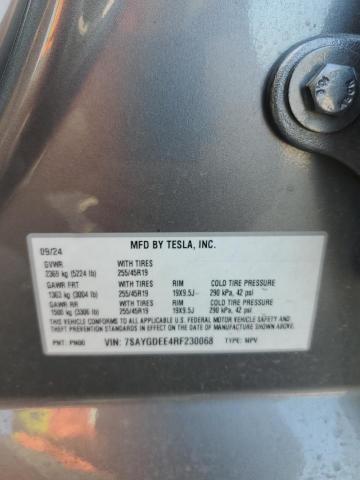 MFD BY TESLA, INC.
09/24
GVWR WITH TIRES
2369 kg (5224 lb) 255/45R19
GAWR FRT WITH TIRES RIM COLD TIRE PRESSURE
1363 kg (3004 lb) 255/45R19 19X9.5J 290 kPa, 42 psi
GAWR RR WITH TIRES RIM COLD TIRE PRESSURE
1500 kg (3306 lb) 255/45R19 19X9.5J 290 kPa, 42 psi
THIS VEHICLE CONFORMS TO ALL APPLICABLE U.S. FEDERAL MOTOR VEHICLE
SAFETY, BUMPER, AND THEFT PREVENTION STANDARDS IN EFFECT ON THE DATE
OF MANUFACTURE SHOWN ABOVE.
PNT: PN00 VIN: 7SAYGDEE4RF230068 TYPE: MPV